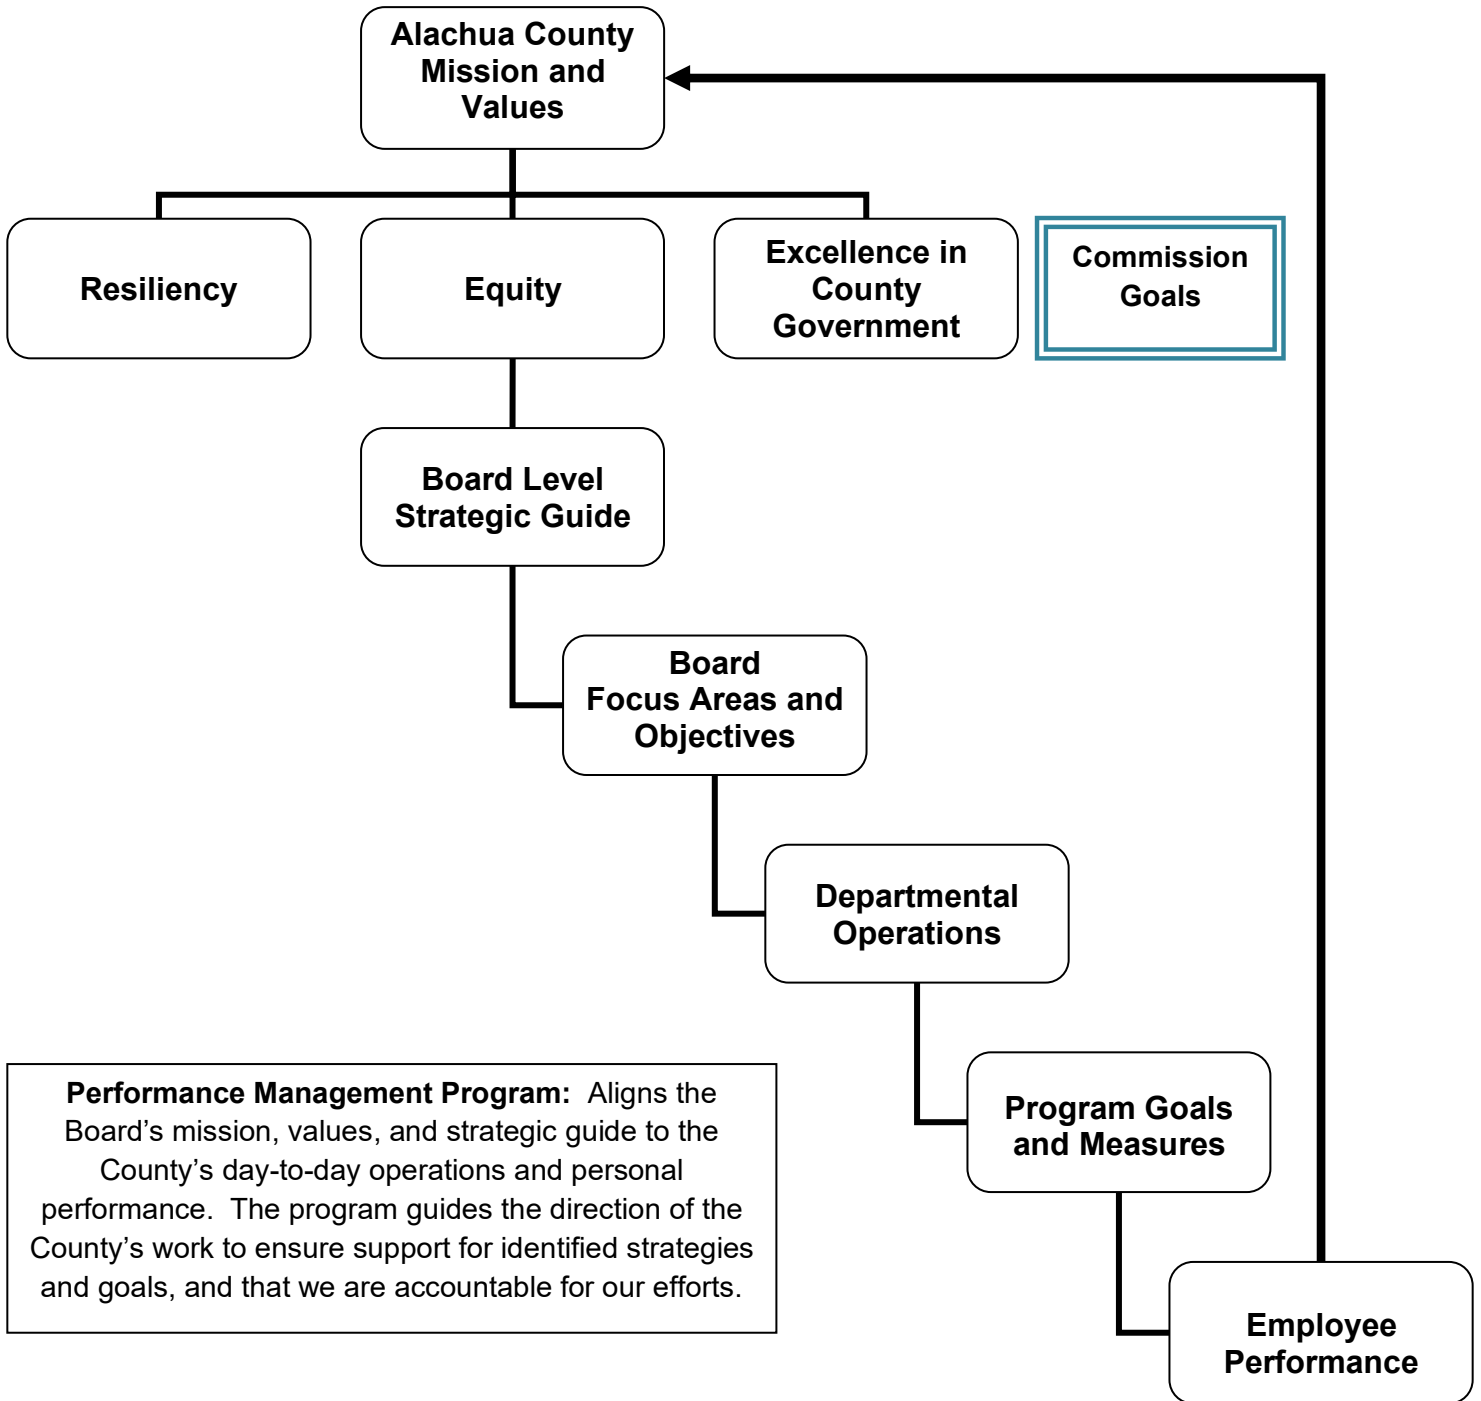 Alachua County
Mission and
Values
Resiliency
Equity
Excellence in
County
Government
Commission
Goals
Board Level
Strategic Guide
Board
Focus Areas and
Objectives
Departmental
Operations
Program Goals
and Measures
Employee
Performance
Performance Management Program:  Aligns the
Board’s mission, values, and strategic guide to the
County’s day-to-day operations and personal
performance.  The program guides the direction of the
County’s work to ensure support for identified strategies
and goals, and that we are accountable for our efforts.